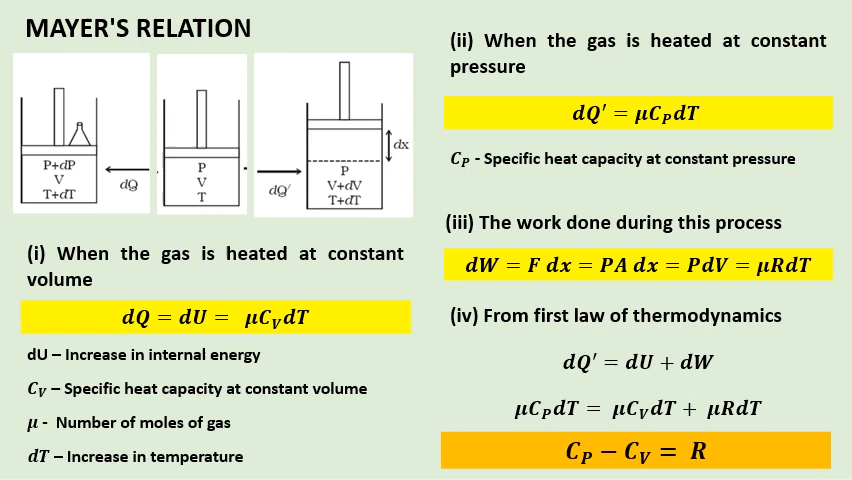 MAYER'S RELATION
P+dP
V
T+dT
dQ
P
V
T
dQ'
dx
P
V+dV
T+dT
(i) When the gas is heated at constant
volume
dQ = dU = μC_V dT
dU – Increase in internal energy
C_V – Specific heat capacity at constant volume
μ - Number of moles of gas
dT – Increase in temperature
(ii) When the gas is heated at constant
pressure
dQ' = μC_P dT
C_P - Specific heat capacity at constant pressure
(iii) The work done during this process
dW = F dx = PA dx = PdV = μRdT
(iv) From first law of thermodynamics
dQ' = dU + dW
μC_P dT = μC_V dT + μRdT
C_P − C_V = R